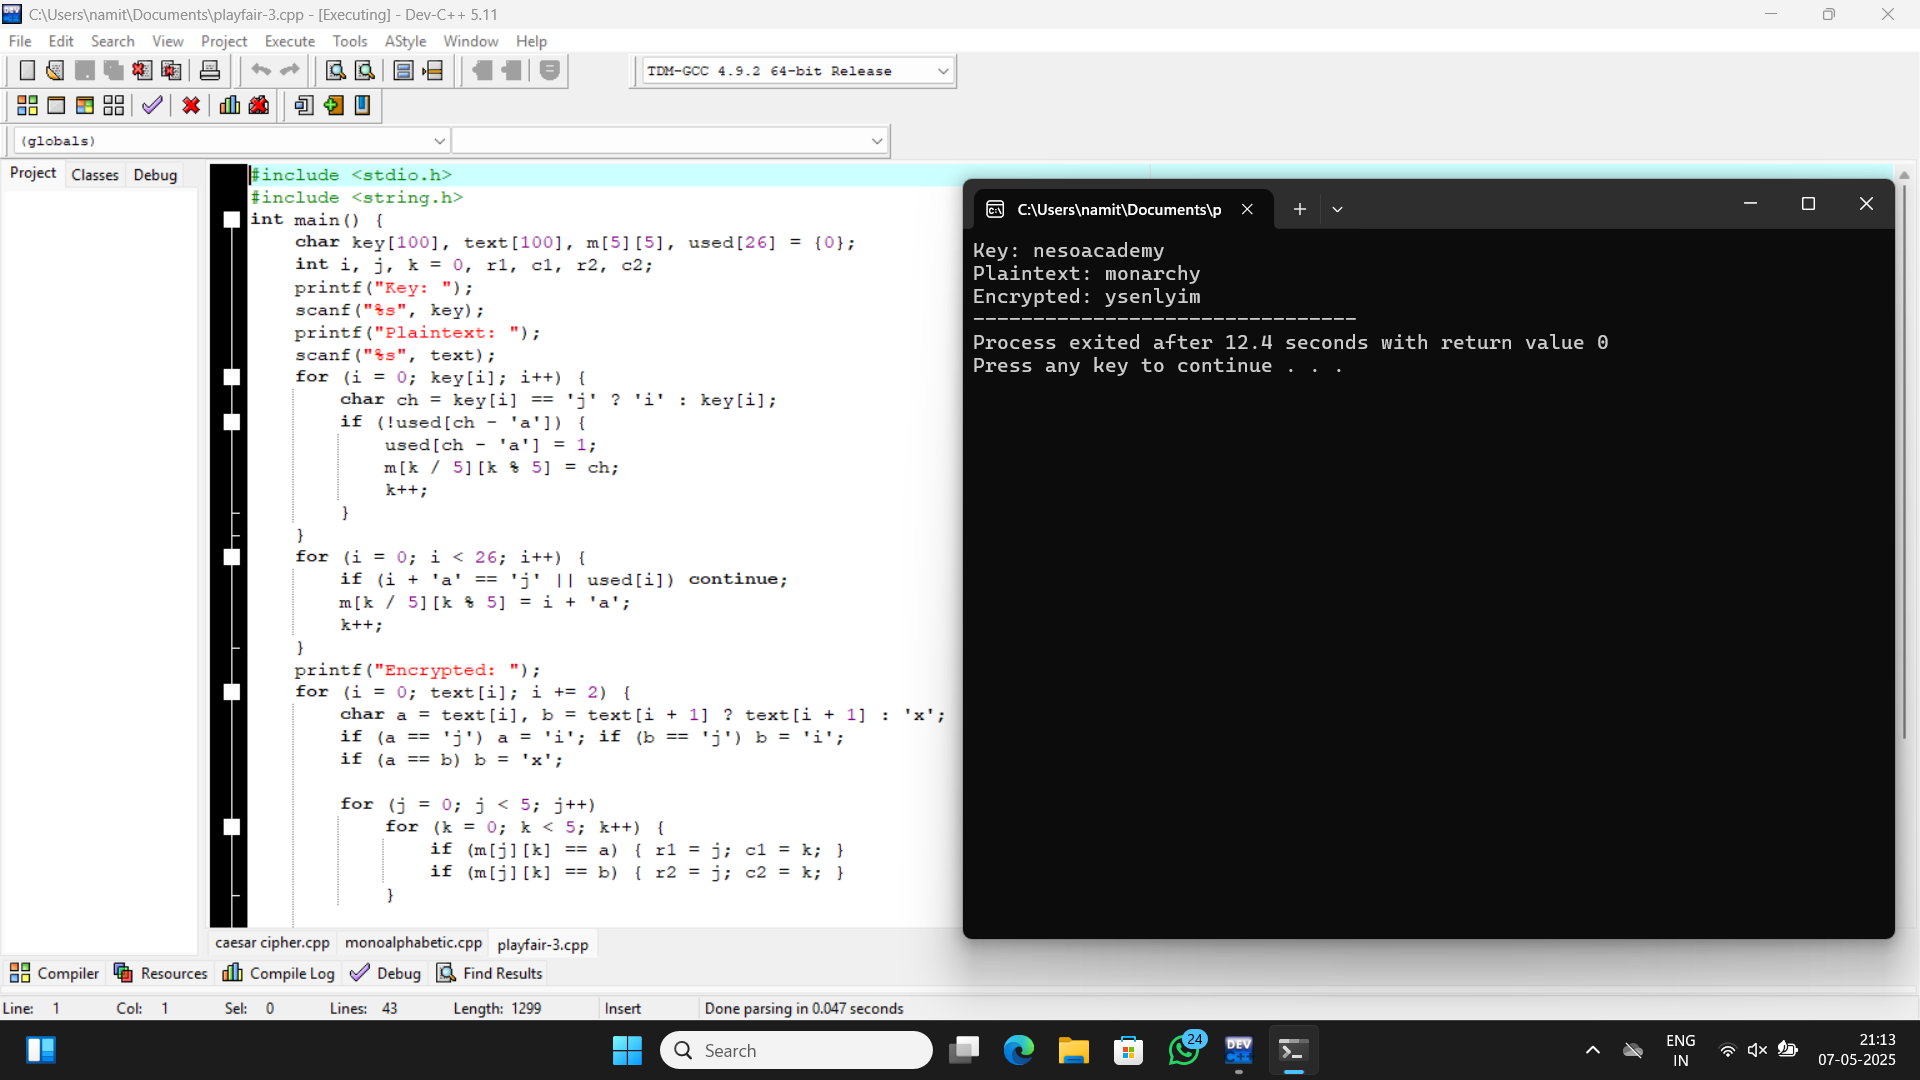 C:\Users\namit\Documents\playfair-3.cpp - [Executing] - Dev-C++ 5.11
File Edit Search View Project Execute Tools AStyle Window Help
TDM-GCC 4.9.2 64-bit Release
(globals)
Project Classes Debug
#include <stdio.h>
#include <string.h>
int main() {
    char key[100], text[100], m[5][5], used[26] = {0};
    int i, j, k = 0, r1, c1, r2, c2;
    printf("Key: ");
    scanf("%s", key);
    printf("Plaintext: ");
    scanf("%s", text);
    for (i = 0; key[i]; i++) {
        char ch = key[i] == 'j' ? 'i' : key[i];
        if (!used[ch - 'a']) {
            used[ch - 'a'] = 1;
            m[k / 5][k % 5] = ch;
            k++;
        }
    }
    for (i = 0; i < 26; i++) {
        if (i + 'a' == 'j' || used[i]) continue;
        m[k / 5][k % 5] = i + 'a';
        k++;
    }
    printf("Encrypted: ");
    for (i = 0; text[i]; i += 2) {
        char a = text[i], b = text[i + 1] ? text[i + 1] : 'x';
        if (a == 'j') a = 'i'; if (b == 'j') b = 'i';
        if (a == b) b = 'x';
        for (j = 0; j < 5; j++)
            for (k = 0; k < 5; k++) {
                if (m[j][k] == a) { r1 = j; c1 = k; }
                if (m[j][k] == b) { r2 = j; c2 = k; }
            }
C:\Users\namit\Documents\p
Key: nesoacademy
Plaintext: monarchy
Encrypted: ysenlyim
--------------------------------
Process exited after 12.4 seconds with return value 0
Press any key to continue . . .
caesar cipher.cpp monoalphabetic.cpp playfair-3.cpp
Compiler Resources Compile Log Debug Find Results
Line: 1 Col: 1 Sel: 0 Lines: 43 Length: 1299 Insert Done parsing in 0.047 seconds
Search
24
DEV
C++
ENG
IN
21:13
07-05-2025